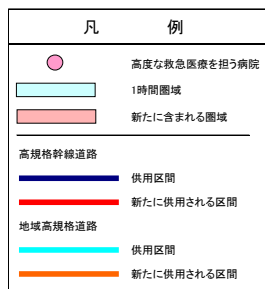 凡　例
高度な救急医療を担う病院
1時間圏域
新たに含まれる圏域
高規格幹線道路
供用区間
新たに供用される区間
地域高規格道路
供用区間
新たに供用される区間